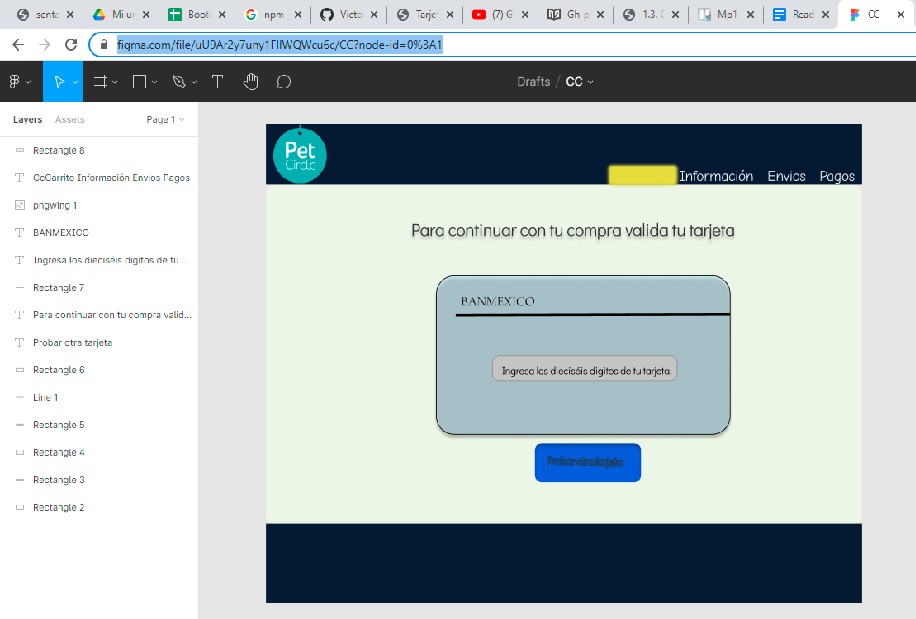 senta
Mi ur
Boot
npm
Victo
Tarje
(7) G
Gh-p
1.3. C
Mp1
Read
CC
figma.com/file/uU9Ar2y7uny1FIIWQWcu6c/CC?node-id=0%3A1
Drafts / CC
Layers Assets Page 1
Rectangle 8
CoCarrito Información Envios Pagos
pngwing 1
BANMEXICO
Ingresa los dieciséis digitos de tu ...
Rectangle 7
Para continuar con tu compra valid...
Probar otra tarjeta
Rectangle 6
Line 1
Rectangle 5
Rectangle 4
Rectangle 3
Rectangle 2
Pet
Circle
Información Envios Pagos
Para continuar con tu compra valida tu tarjeta
BANMEXICO
Ingresa los dieciséis digitos de tu tarjeta.
Probar otra tarjeta